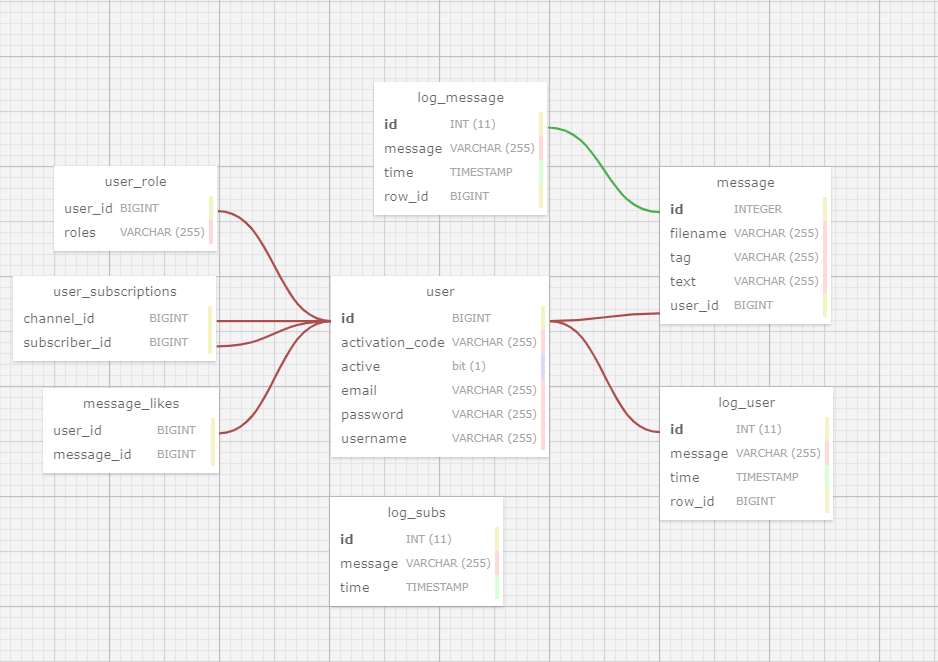 log_message
id INT (11)
message VARCHAR (255)
time TIMESTAMP
row_id BIGINT
user_role
user_id BIGINT
roles VARCHAR (255)
message
id INTEGER
filename VARCHAR (255)
tag VARCHAR (255)
text VARCHAR (255)
user_id BIGINT
user_subscriptions
channel_id BIGINT
subscriber_id BIGINT
user
id BIGINT
activation_code VARCHAR (255)
active bit (1)
email VARCHAR (255)
password VARCHAR (255)
username VARCHAR (255)
message_likes
user_id BIGINT
message_id BIGINT
log_user
id INT (11)
message VARCHAR (255)
time TIMESTAMP
row_id BIGINT
log_subs
id INT (11)
message VARCHAR (255)
time TIMESTAMP